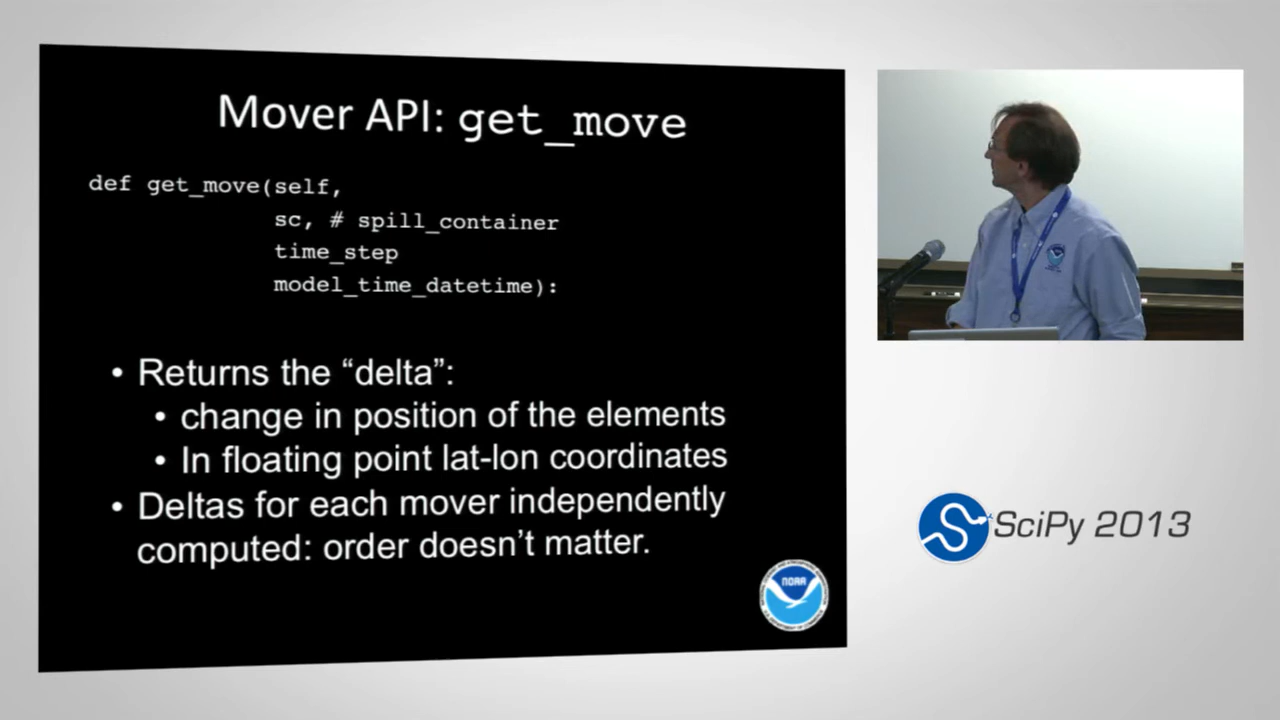 Mover API: get_move
def get_move(self,
sc, # spill_container
time_step
model_time_datetime):
• Returns the “delta”:
• change in position of the elements
• In floating point lat-lon coordinates
• Deltas for each mover independently
computed: order doesn’t matter.
NOAA
SciPy 2013